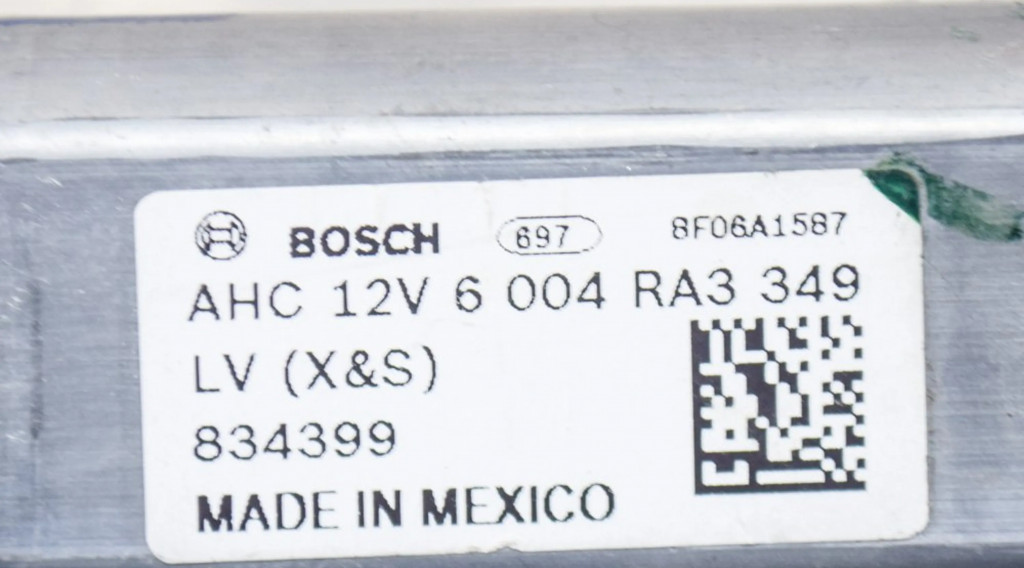 BOSCH 697 8F06A1587
AHC 12V 6 004 RA3 349
LV (X&S)
834399
MADE IN MEXICO